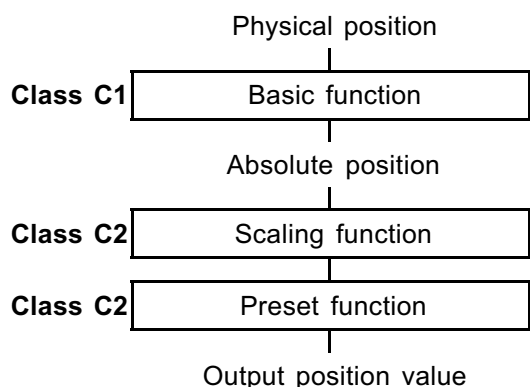 Physical position
Class C1 Basic function
Absolute position
Class C2 Scaling function
Class C2 Preset function
Output position value